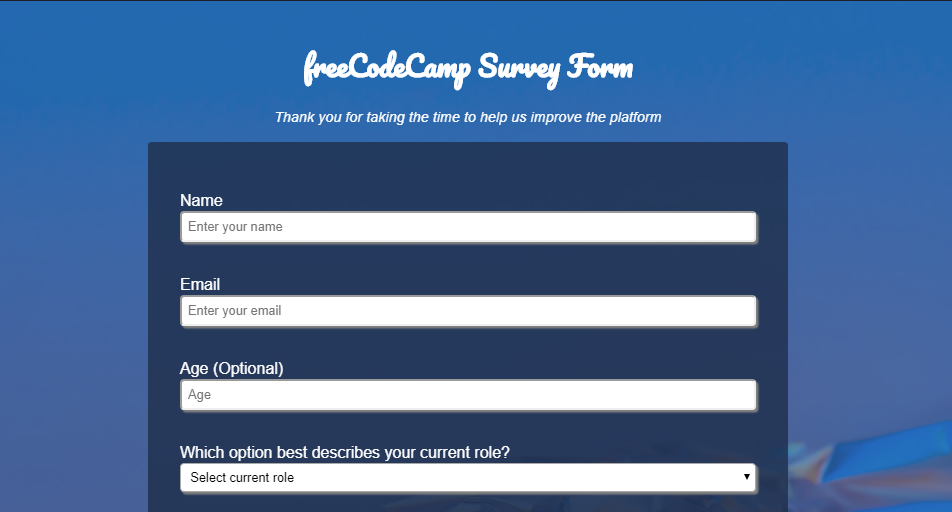 freeCodeCamp Survey Form
Thank you for taking the time to help us improve the platform
Name
Enter your name
Email
Enter your email
Age (Optional)
Age
Which option best describes your current role?
Select current role